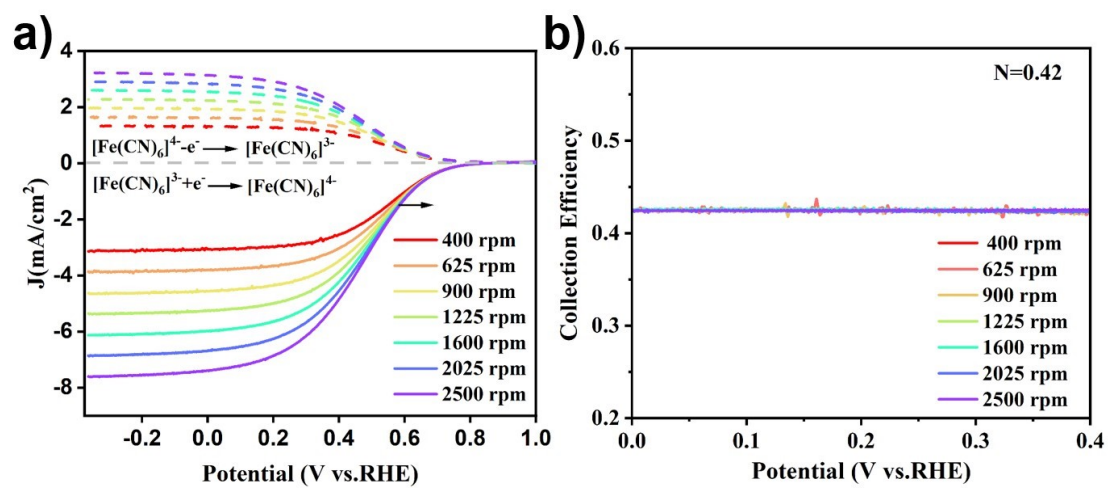 a)
4
2
0
-2
-4
-6
-8
J(mA/cm²)
[Fe(CN)₆]⁴⁻-e⁻ → [Fe(CN)₆]³⁻
[Fe(CN)₆]³⁻+e⁻ → [Fe(CN)₆]⁴⁻
400 rpm
625 rpm
900 rpm
1225 rpm
1600 rpm
2025 rpm
2500 rpm
-0.2 0.0 0.2 0.4 0.6 0.8 1.0
Potential (V vs.RHE)
b)
0.6
0.5
0.4
0.3
0.2
Collection Efficiency
N=0.42
400 rpm
625 rpm
900 rpm
1225 rpm
1600 rpm
2025 rpm
2500 rpm
0.0 0.1 0.2 0.3 0.4
Potential (V vs.RHE)